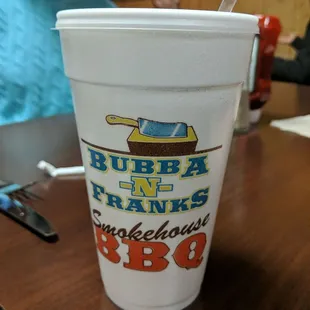 BUBBA
-N-
FRANKS
Smokehouse
BBQ